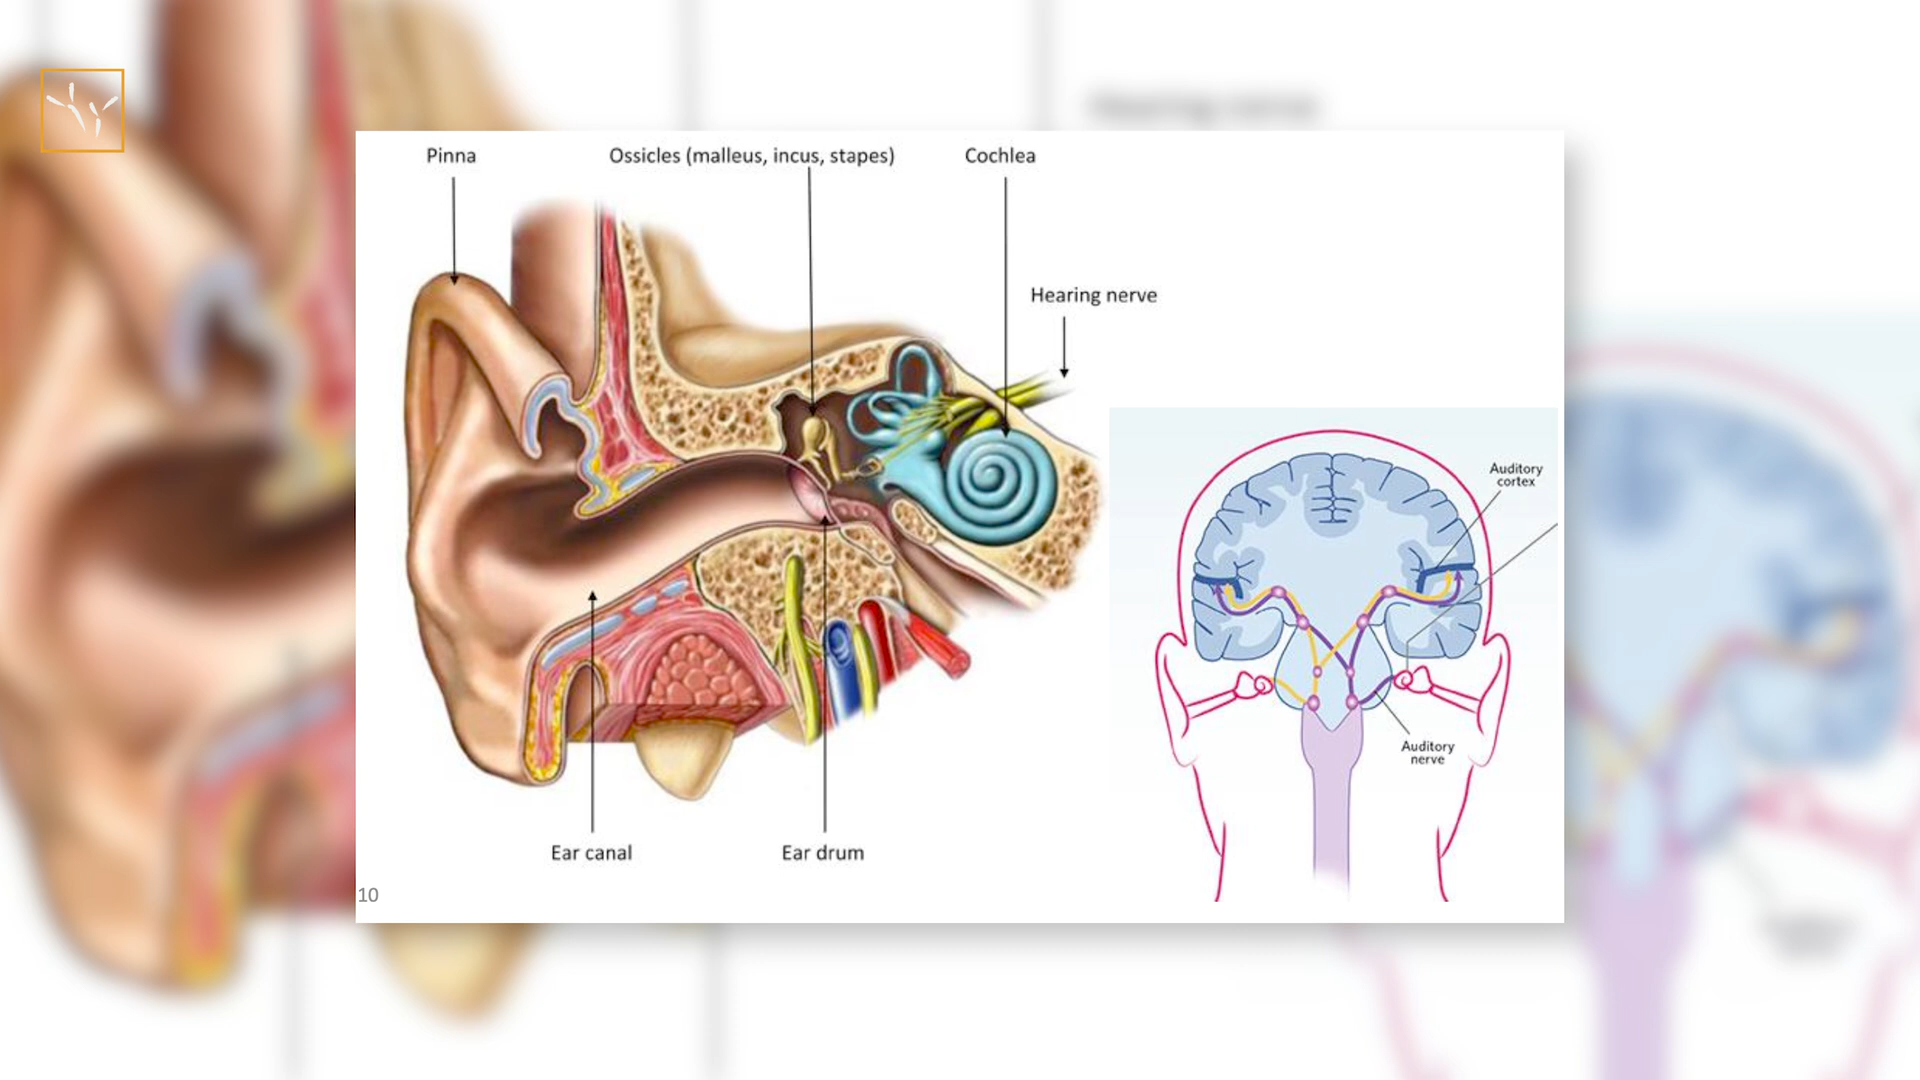 Pinna
Ossicles (malleus, incus, stapes)
Cochlea
Hearing nerve
Auditory
cortex
Auditory
nerve
Ear canal
Ear drum
10